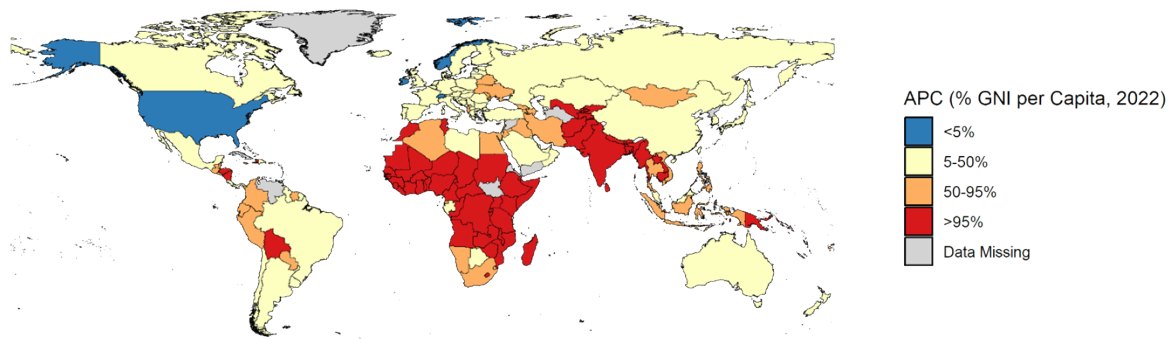 APC (% GNI per Capita, 2022)
<5%
5-50%
50-95%
>95%
Data Missing